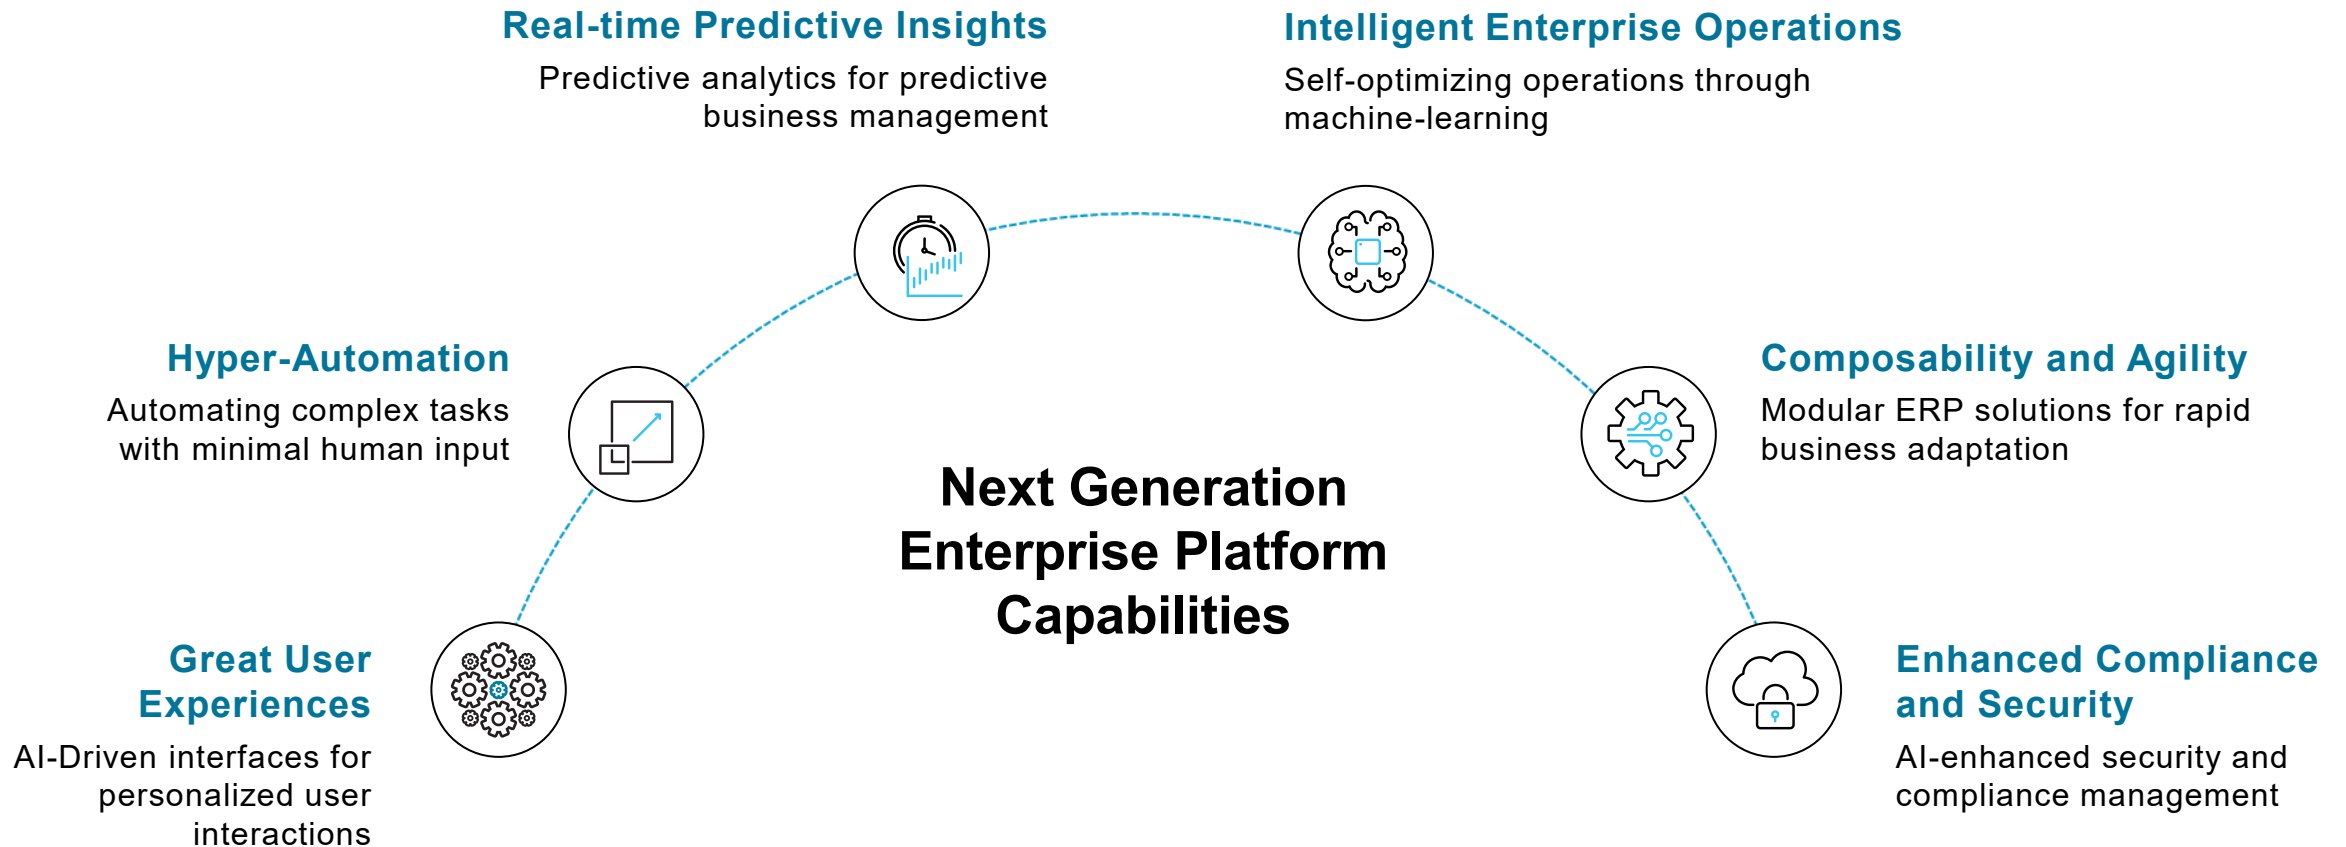 Real-time Predictive Insights
Predictive analytics for predictive
business management
Intelligent Enterprise Operations
Self-optimizing operations through
machine-learning
Hyper-Automation
Automating complex tasks
with minimal human input
Composability and Agility
Modular ERP solutions for rapid
business adaptation
Next Generation
Enterprise Platform
Capabilities
Great User
Experiences
AI-Driven interfaces for
personalized user
interactions
Enhanced Compliance
and Security
AI-enhanced security and
compliance management